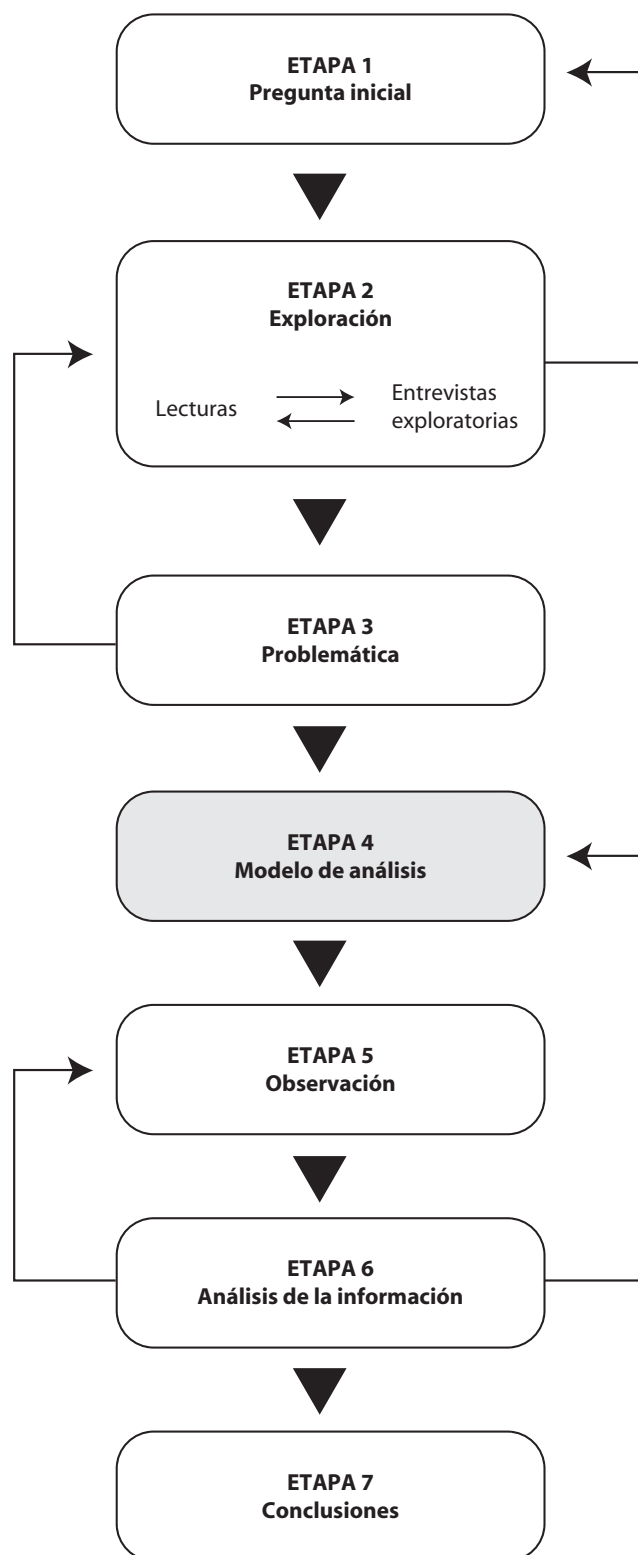 ETAPA 1
Pregunta inicial
ETAPA 2
Exploración
Lecturas
Entrevistas
exploratorias
ETAPA 3
Problemática
ETAPA 4
Modelo de análisis
ETAPA 5
Observación
ETAPA 6
Análisis de la información
ETAPA 7
Conclusiones